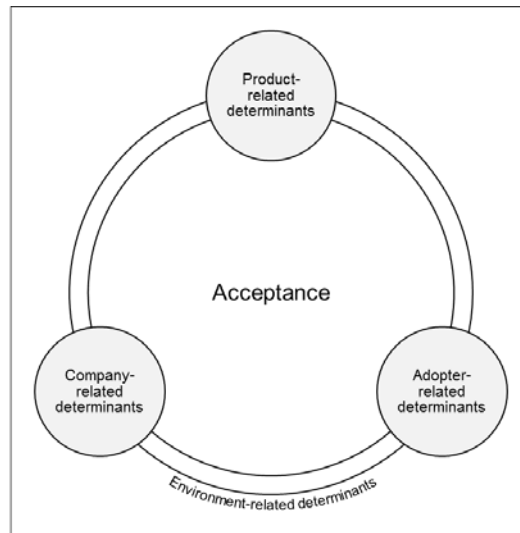 Product-
related
determinants
Acceptance
Company-
related
determinants
Adopter-
related
determinants
Environment-related determinants